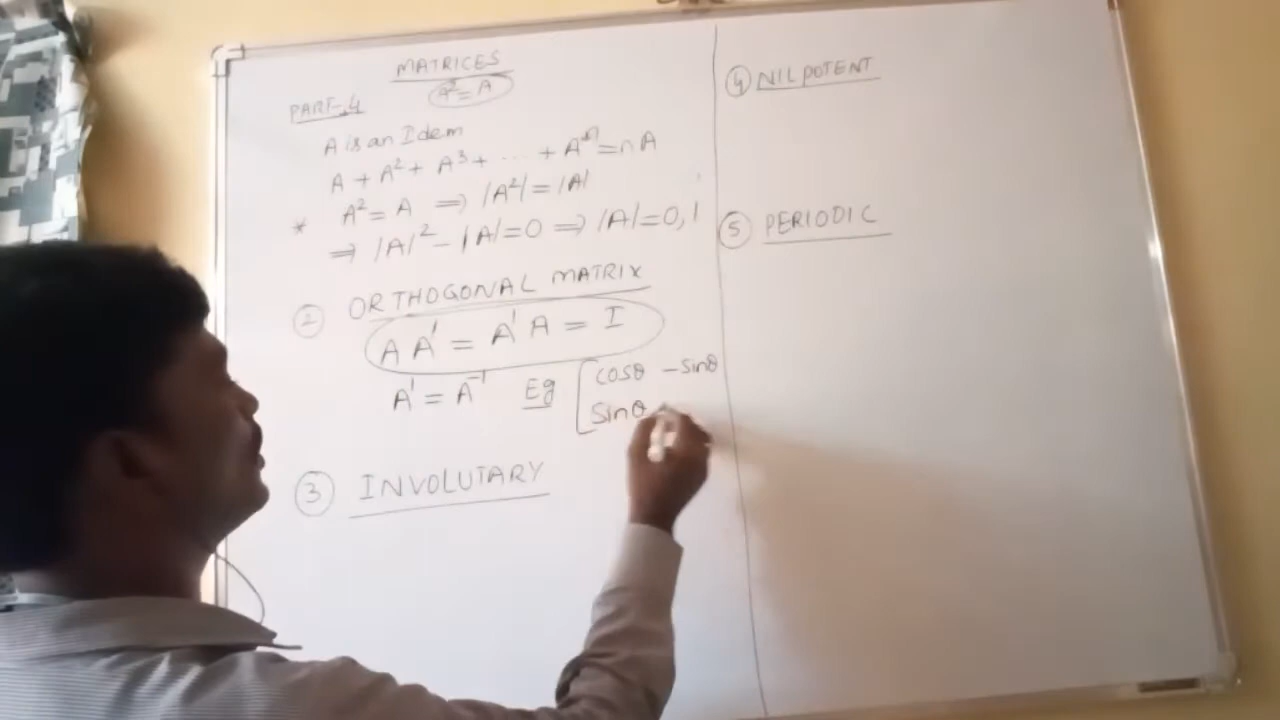 MATRICES
A² = A
PART-4
A is an Idem
A + A² + A³ + ... + Aⁿ = nA
* A² = A ⇒ |A²| = |A|
⇒ |A|² - |A| = 0 ⇒ |A| = 0, 1
② ORTHOGONAL MATRIX
A A' = A' A = I
A' = A⁻¹ Eg [cosθ -sinθ
sinθ
③ INVOLUTARY
④ NILPOTENT
⑤ PERIODIC